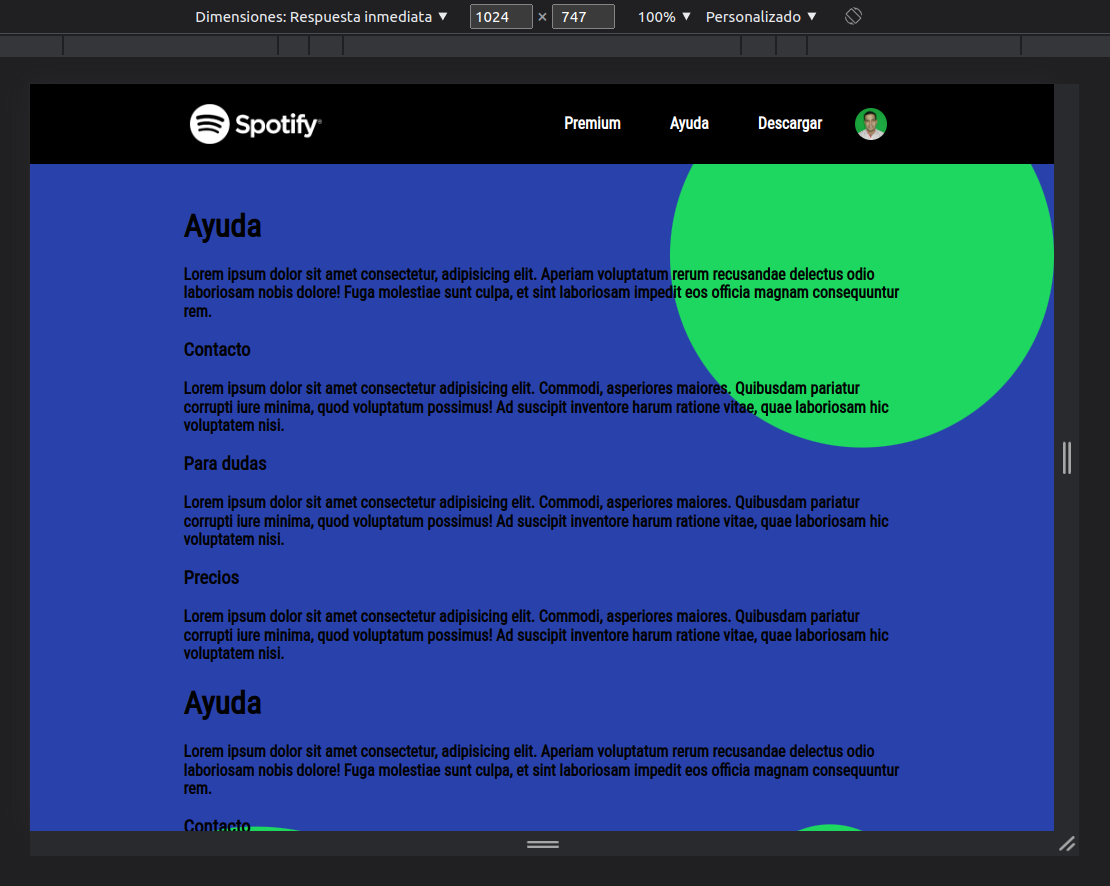 Dimensiones: Respuesta inmediata ▼ 1024 × 747 100% ▼ Personalizado ▼
Spotify® Premium Ayuda Descargar
Ayuda
Lorem ipsum dolor sit amet consectetur, adipisicing elit. Aperiam voluptatum rerum recusandae delectus odio
laboriosam nobis dolore! Fuga molestiae sunt culpa, et sint laboriosam impedit eos officia magnam consequuntur
rem.
Contacto
Lorem ipsum dolor sit amet consectetur adipisicing elit. Commodi, asperiores maiores. Quibusdam pariatur
corrupti iure minima, quod voluptatum possimus! Ad suscipit inventore harum ratione vitae, quae laboriosam hic
voluptatem nisi.
Para dudas
Lorem ipsum dolor sit amet consectetur adipisicing elit. Commodi, asperiores maiores. Quibusdam pariatur
corrupti iure minima, quod voluptatum possimus! Ad suscipit inventore harum ratione vitae, quae laboriosam hic
voluptatem nisi.
Precios
Lorem ipsum dolor sit amet consectetur adipisicing elit. Commodi, asperiores maiores. Quibusdam pariatur
corrupti iure minima, quod voluptatum possimus! Ad suscipit inventore harum ratione vitae, quae laboriosam hic
voluptatem nisi.
Ayuda
Lorem ipsum dolor sit amet consectetur, adipisicing elit. Aperiam voluptatum rerum recusandae delectus odio
laboriosam nobis dolore! Fuga molestiae sunt culpa, et sint laboriosam impedit eos officia magnam consequuntur
rem.
Contacto